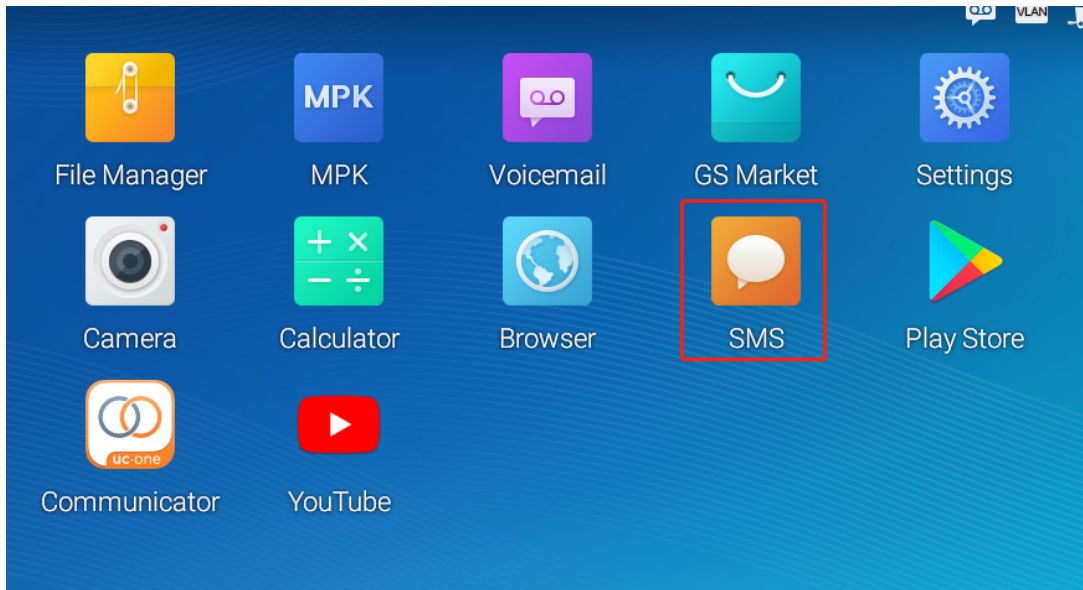 VLAN
MPK
File Manager
MPK
Voicemail
GS Market
Settings
Camera
Calculator
Browser
SMS
Play Store
uc-one
Communicator
YouTube